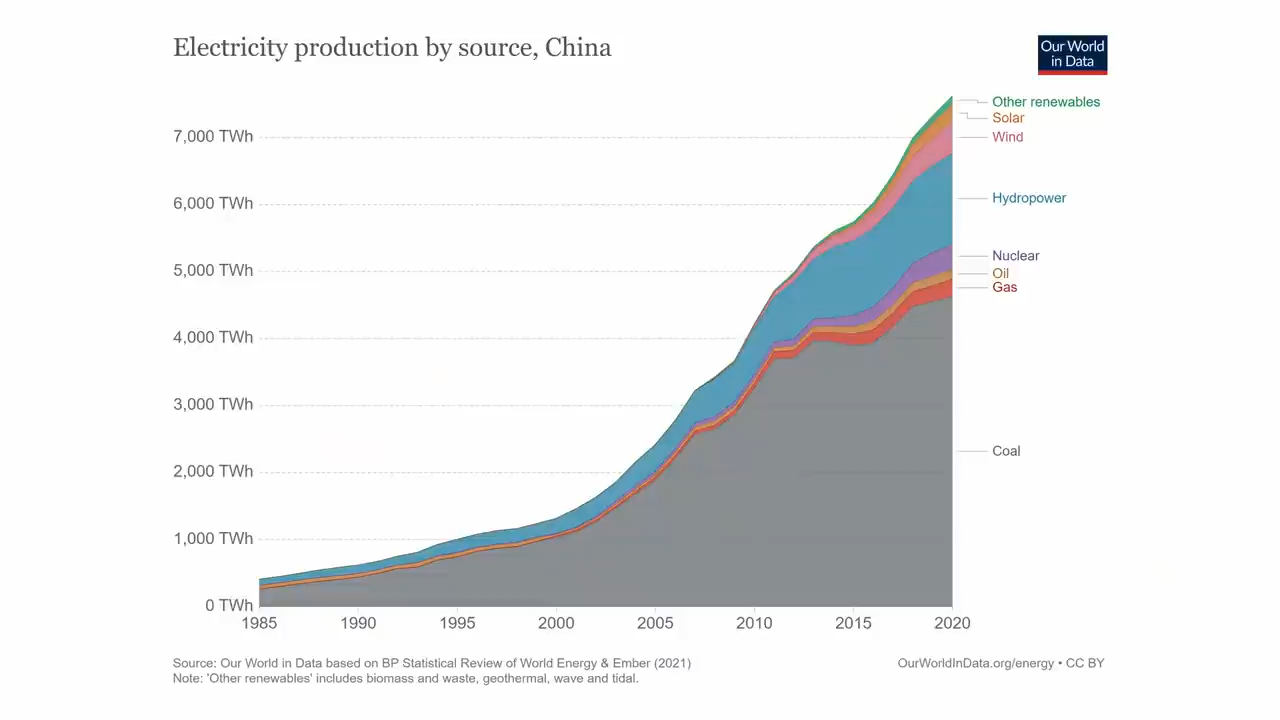 Electricity production by source, China
Our World
in Data
7,000 TWh
6,000 TWh
5,000 TWh
4,000 TWh
3,000 TWh
2,000 TWh
1,000 TWh
0 TWh
1985
1990
1995
2000
2005
2010
2015
2020
Other renewables
Solar
Wind
Hydropower
Nuclear
Oil
Gas
Coal
Source: Our World in Data based on BP Statistical Review of World Energy & Ember (2021)
Note: 'Other renewables' includes biomass and waste, geothermal, wave and tidal.
OurWorldInData.org/energy • CC BY